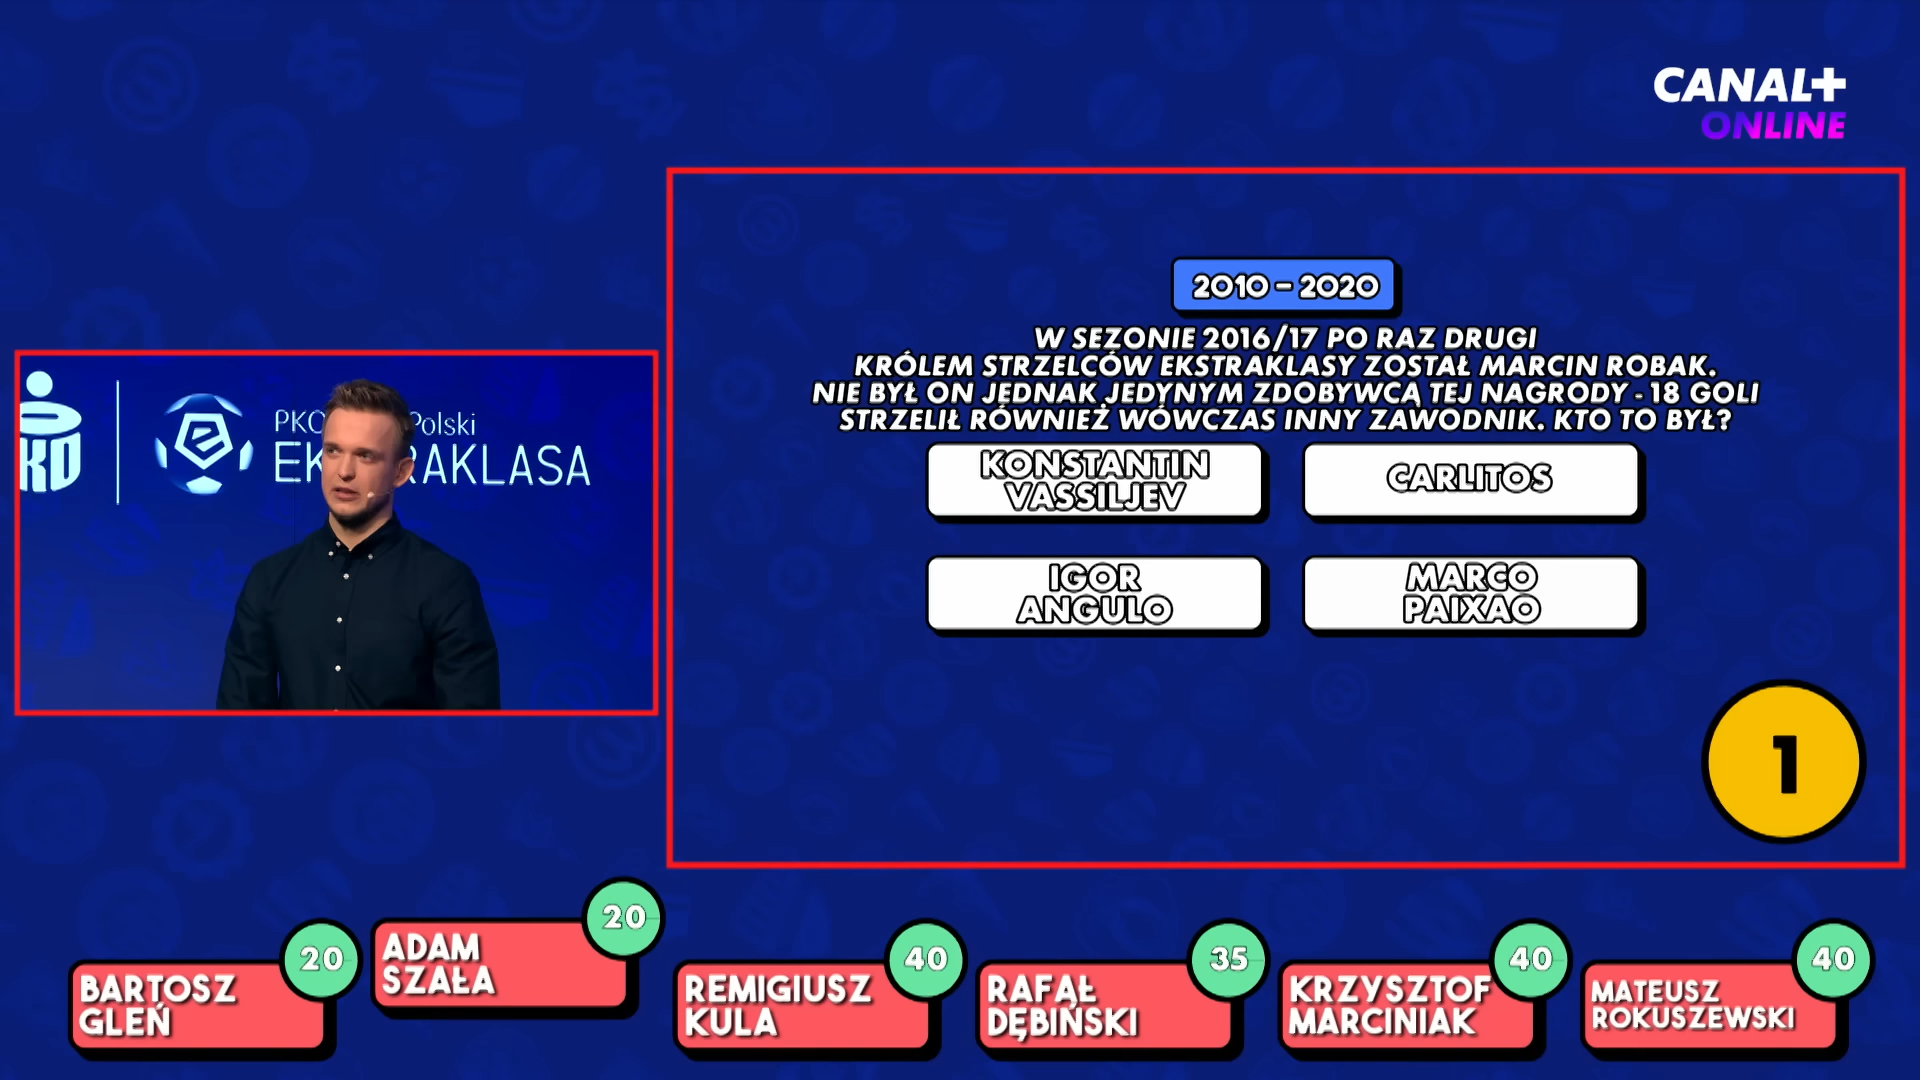 CANAL+
ONLINE
2010 – 2020
W SEZONIE 2016/17 PO RAZ DRUGI
KRÓLEM STRZELCÓW EKSTRAKLASY ZOSTAŁ MARCIN ROBAK.
NIE BYŁ ON JEDNAK JEDYNYM ZDOBYWCĄ TEJ NAGRODY - 18 GOLI
STRZELIŁ RÓWNIEŻ WÓWCZAS INNY ZAWODNIK. KTO TO BYŁ?
KONSTANTIN
VASSILJEV
CARLITOS
IGOR
ANGULO
MARCO
PAIXAO
1
PKO Polski
EK RAKLASA
BARTOSZ
GLEŃ
20
ADAM
SZAŁA
20
REMIGIUSZ
KULA
40
RAFAŁ
DĘBIŃSKI
35
KRZYSZTOF
MARCINIAK
40
MATEUSZ
ROKUSZEWSKI
40